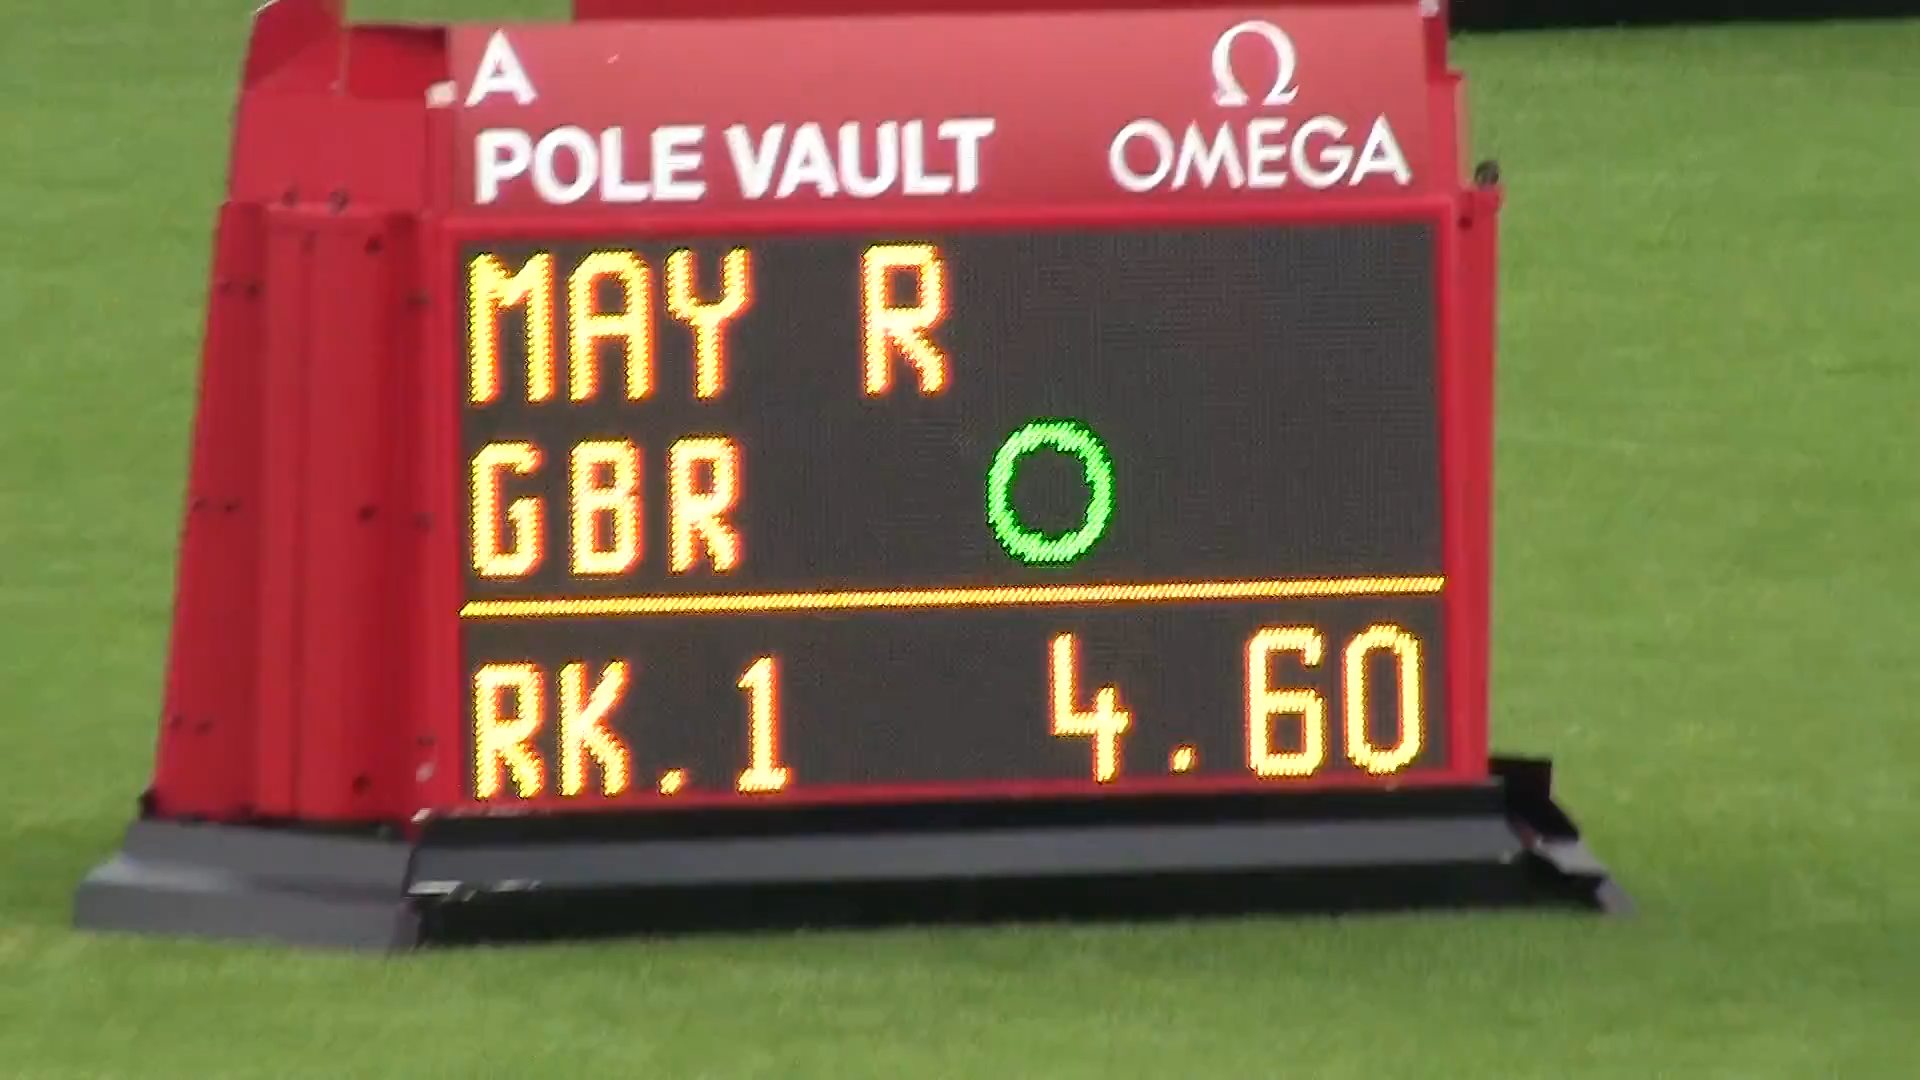 A
POLE VAULT
Ω
OMEGA
MAY R
GBR O
RK.1 4.60